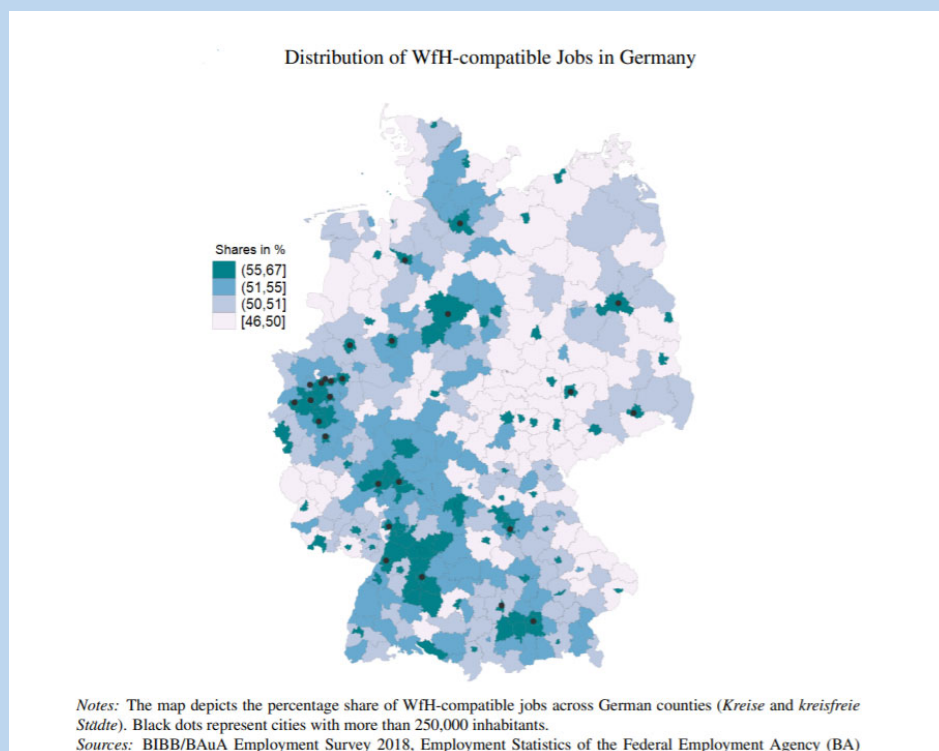 Distribution of WfH-compatible Jobs in Germany
Shares in %
(55,67]
(51,55]
(50,51]
[46,50]
Notes: The map depicts the percentage share of WfH-compatible jobs across German counties (Kreise and kreisfreie
Städte). Black dots represent cities with more than 250,000 inhabitants.
Sources: BIBB/BAuA Employment Survey 2018, Employment Statistics of the Federal Employment Agency (BA)